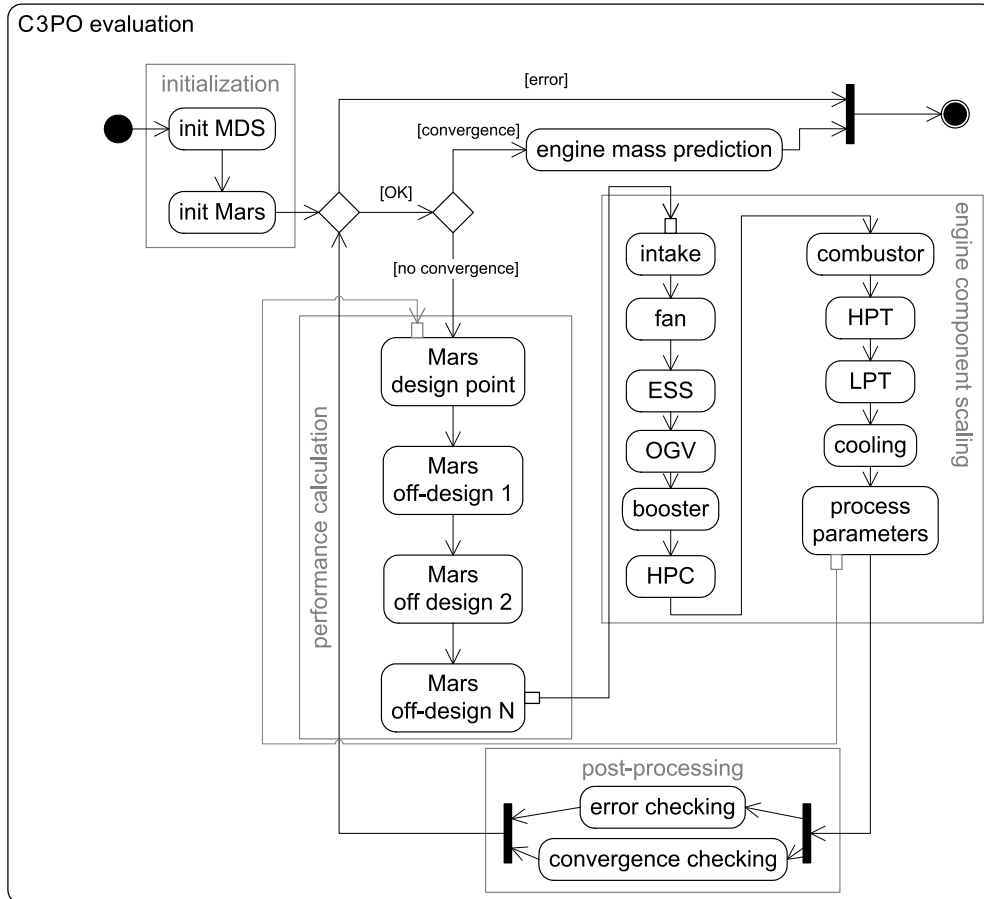 C3PO evaluation
initialization
init MDS
init Mars
[error]
[convergence]
engine mass prediction
[OK]
[no convergence]
performance calculation
Mars
design point
Mars
off-design 1
Mars
off design 2
Mars
off-design N
engine component scaling
intake
fan
ESS
OGV
booster
HPC
combustor
HPT
LPT
cooling
process
parameters
post-processing
error checking
convergence checking